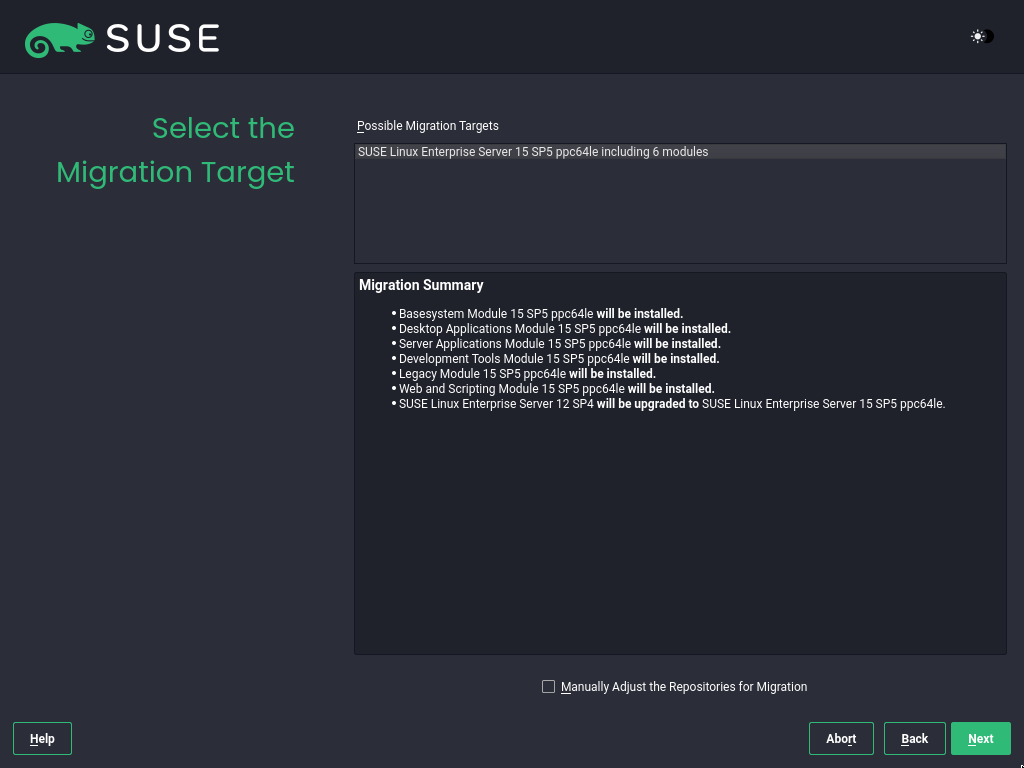 SUSE
Select the
Migration Target
Possible Migration Targets
SUSE Linux Enterprise Server 15 SP5 ppc64le including 6 modules
Migration Summary
• Basesystem Module 15 SP5 ppc64le will be installed.
• Desktop Applications Module 15 SP5 ppc64le will be installed.
• Server Applications Module 15 SP5 ppc64le will be installed.
• Development Tools Module 15 SP5 ppc64le will be installed.
• Legacy Module 15 SP5 ppc64le will be installed.
• Web and Scripting Module 15 SP5 ppc64le will be installed.
• SUSE Linux Enterprise Server 12 SP4 will be upgraded to SUSE Linux Enterprise Server 15 SP5 ppc64le.
Manually Adjust the Repositories for Migration
Help
Abort
Back
Next